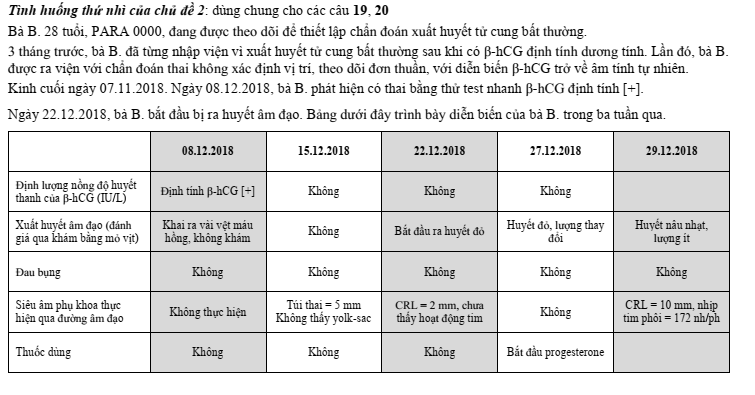 Tình huống thứ nhì của chủ đề 2: dùng chung cho các câu 19, 20
Bà B. 28 tuổi, PARA 0000, đang được theo dõi để thiết lập chẩn đoán xuất huyết tử cung bất thường.
3 tháng trước, bà B. đã từng nhập viện vì xuất huyết tử cung bất thường sau khi có β-hCG định tính dương tính. Lần đó, bà B.
được ra viện với chẩn đoán thai không xác định vị trí, theo dõi đơn thuần, với diễn biến β-hCG trở về âm tính tự nhiên.
Kinh cuối ngày 07.11.2018. Ngày 08.12.2018, bà B. phát hiện có thai bằng thử test nhanh β-hCG định tính [+].
Ngày 22.12.2018, bà B. bắt đầu bị ra huyết âm đạo. Bảng dưới đây trình bày diễn biến của bà B. trong ba tuần qua.
08.12.2018 15.12.2018 22.12.2018 27.12.2018 29.12.2018
Định lượng nồng độ huyết
thanh của β-hCG (IU/L)
Định tính β-hCG [+]
Không
Không
Không
Xuất huyết âm đạo (đánh
giá qua khám bằng mỏ vịt)
Khai ra vài vệt máu
hồng, không khám
Không
Bắt đầu ra huyết đỏ
Huyết đỏ, lượng thay
đổi
Huyết nâu nhạt,
lượng ít
Đau bụng
Không
Không
Không
Không
Không
Siêu âm phụ khoa thực
hiện qua đường âm đạo
Không thực hiện
Túi thai = 5 mm
Không thấy yolk-sac
CRL = 2 mm, chưa
thấy hoạt động tim
Không
CRL = 10 mm, nhịp
tim phôi = 172 nh/ph
Thuốc dùng
Không
Không
Không
Bắt đầu progesterone